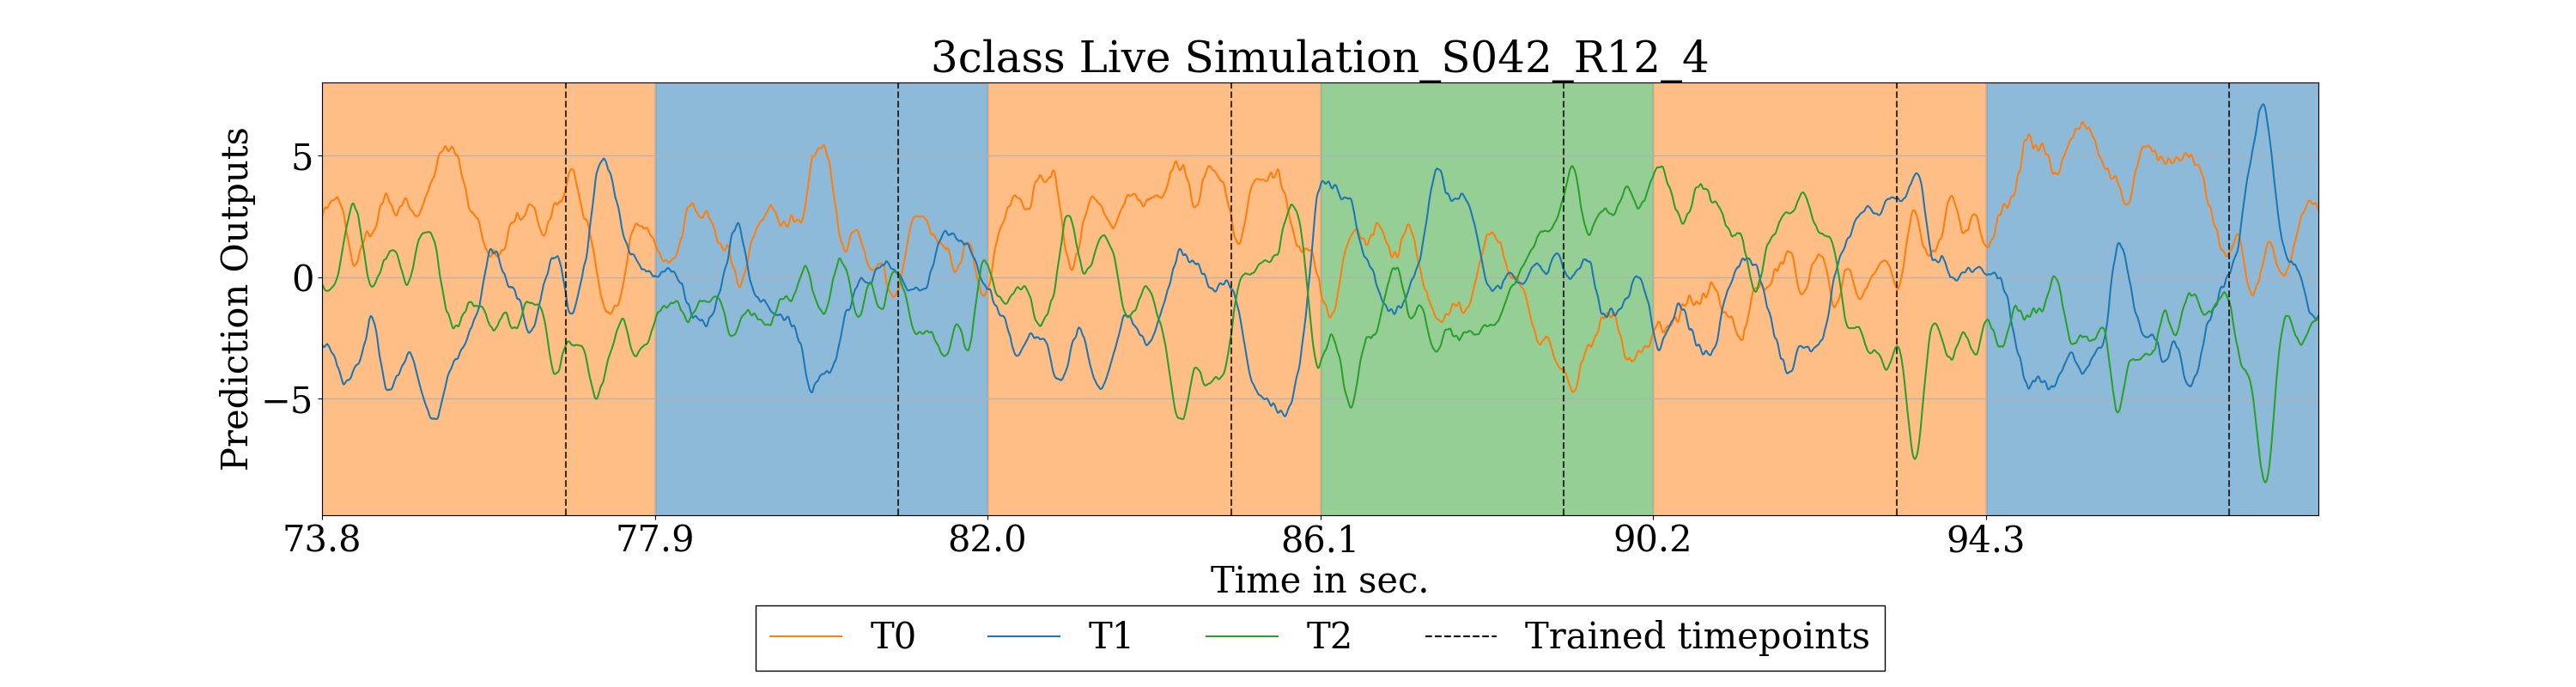 3class Live Simulation_S042_R12_4
Prediction Outputs
5
0
−5
73.8 77.9 82.0 86.1 90.2 94.3
Time in sec.
T0 T1 T2 Trained timepoints